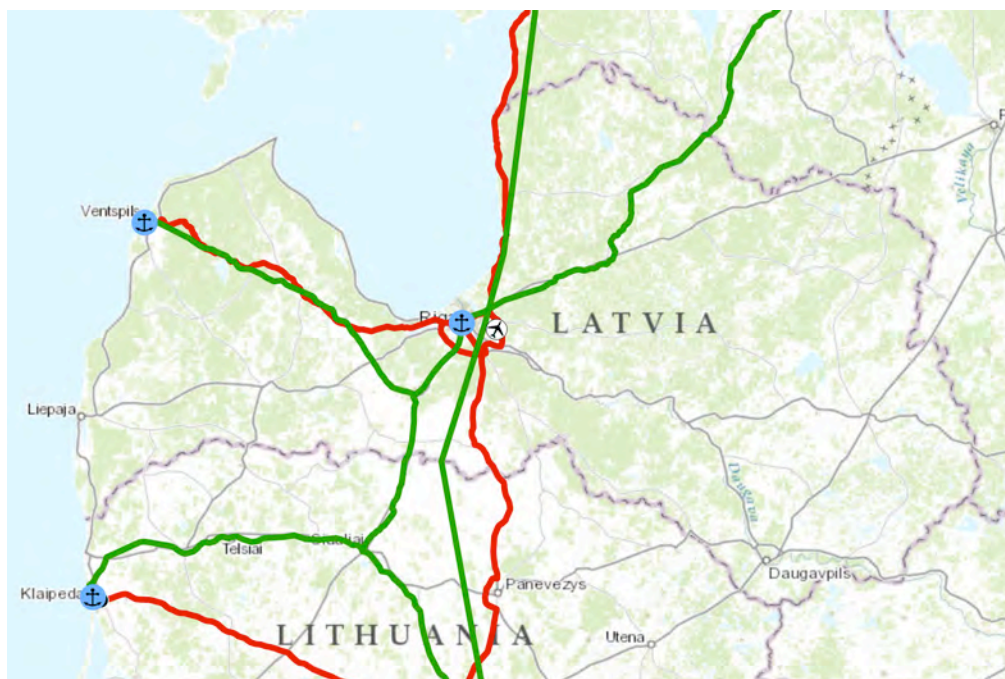 Ventspils
Velikaya
LATVIA
Liepaja
Daugava
Telsiai
Daugavpils
Klaipeda
Panevezys
LITHUANIA
Utena